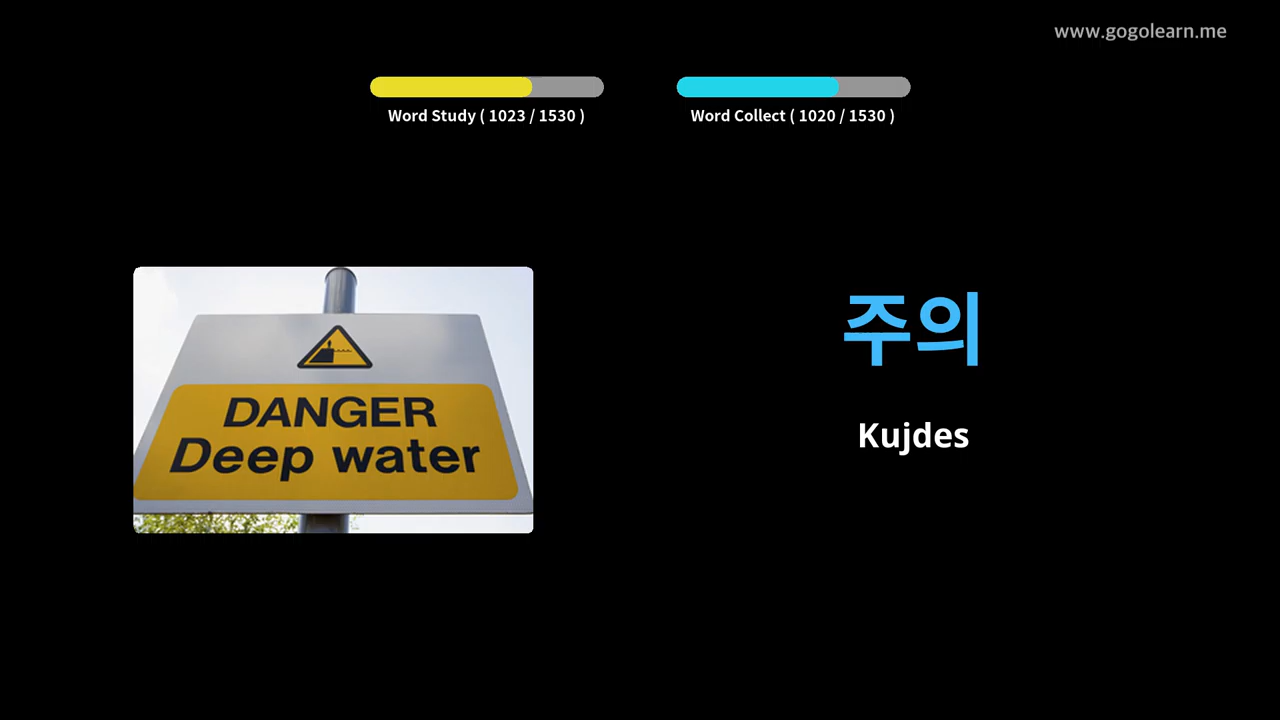 www.gogolearn.me
Word Study ( 1023 / 1530 )
Word Collect ( 1020 / 1530 )
DANGER
Deep water
주의
Kujdes